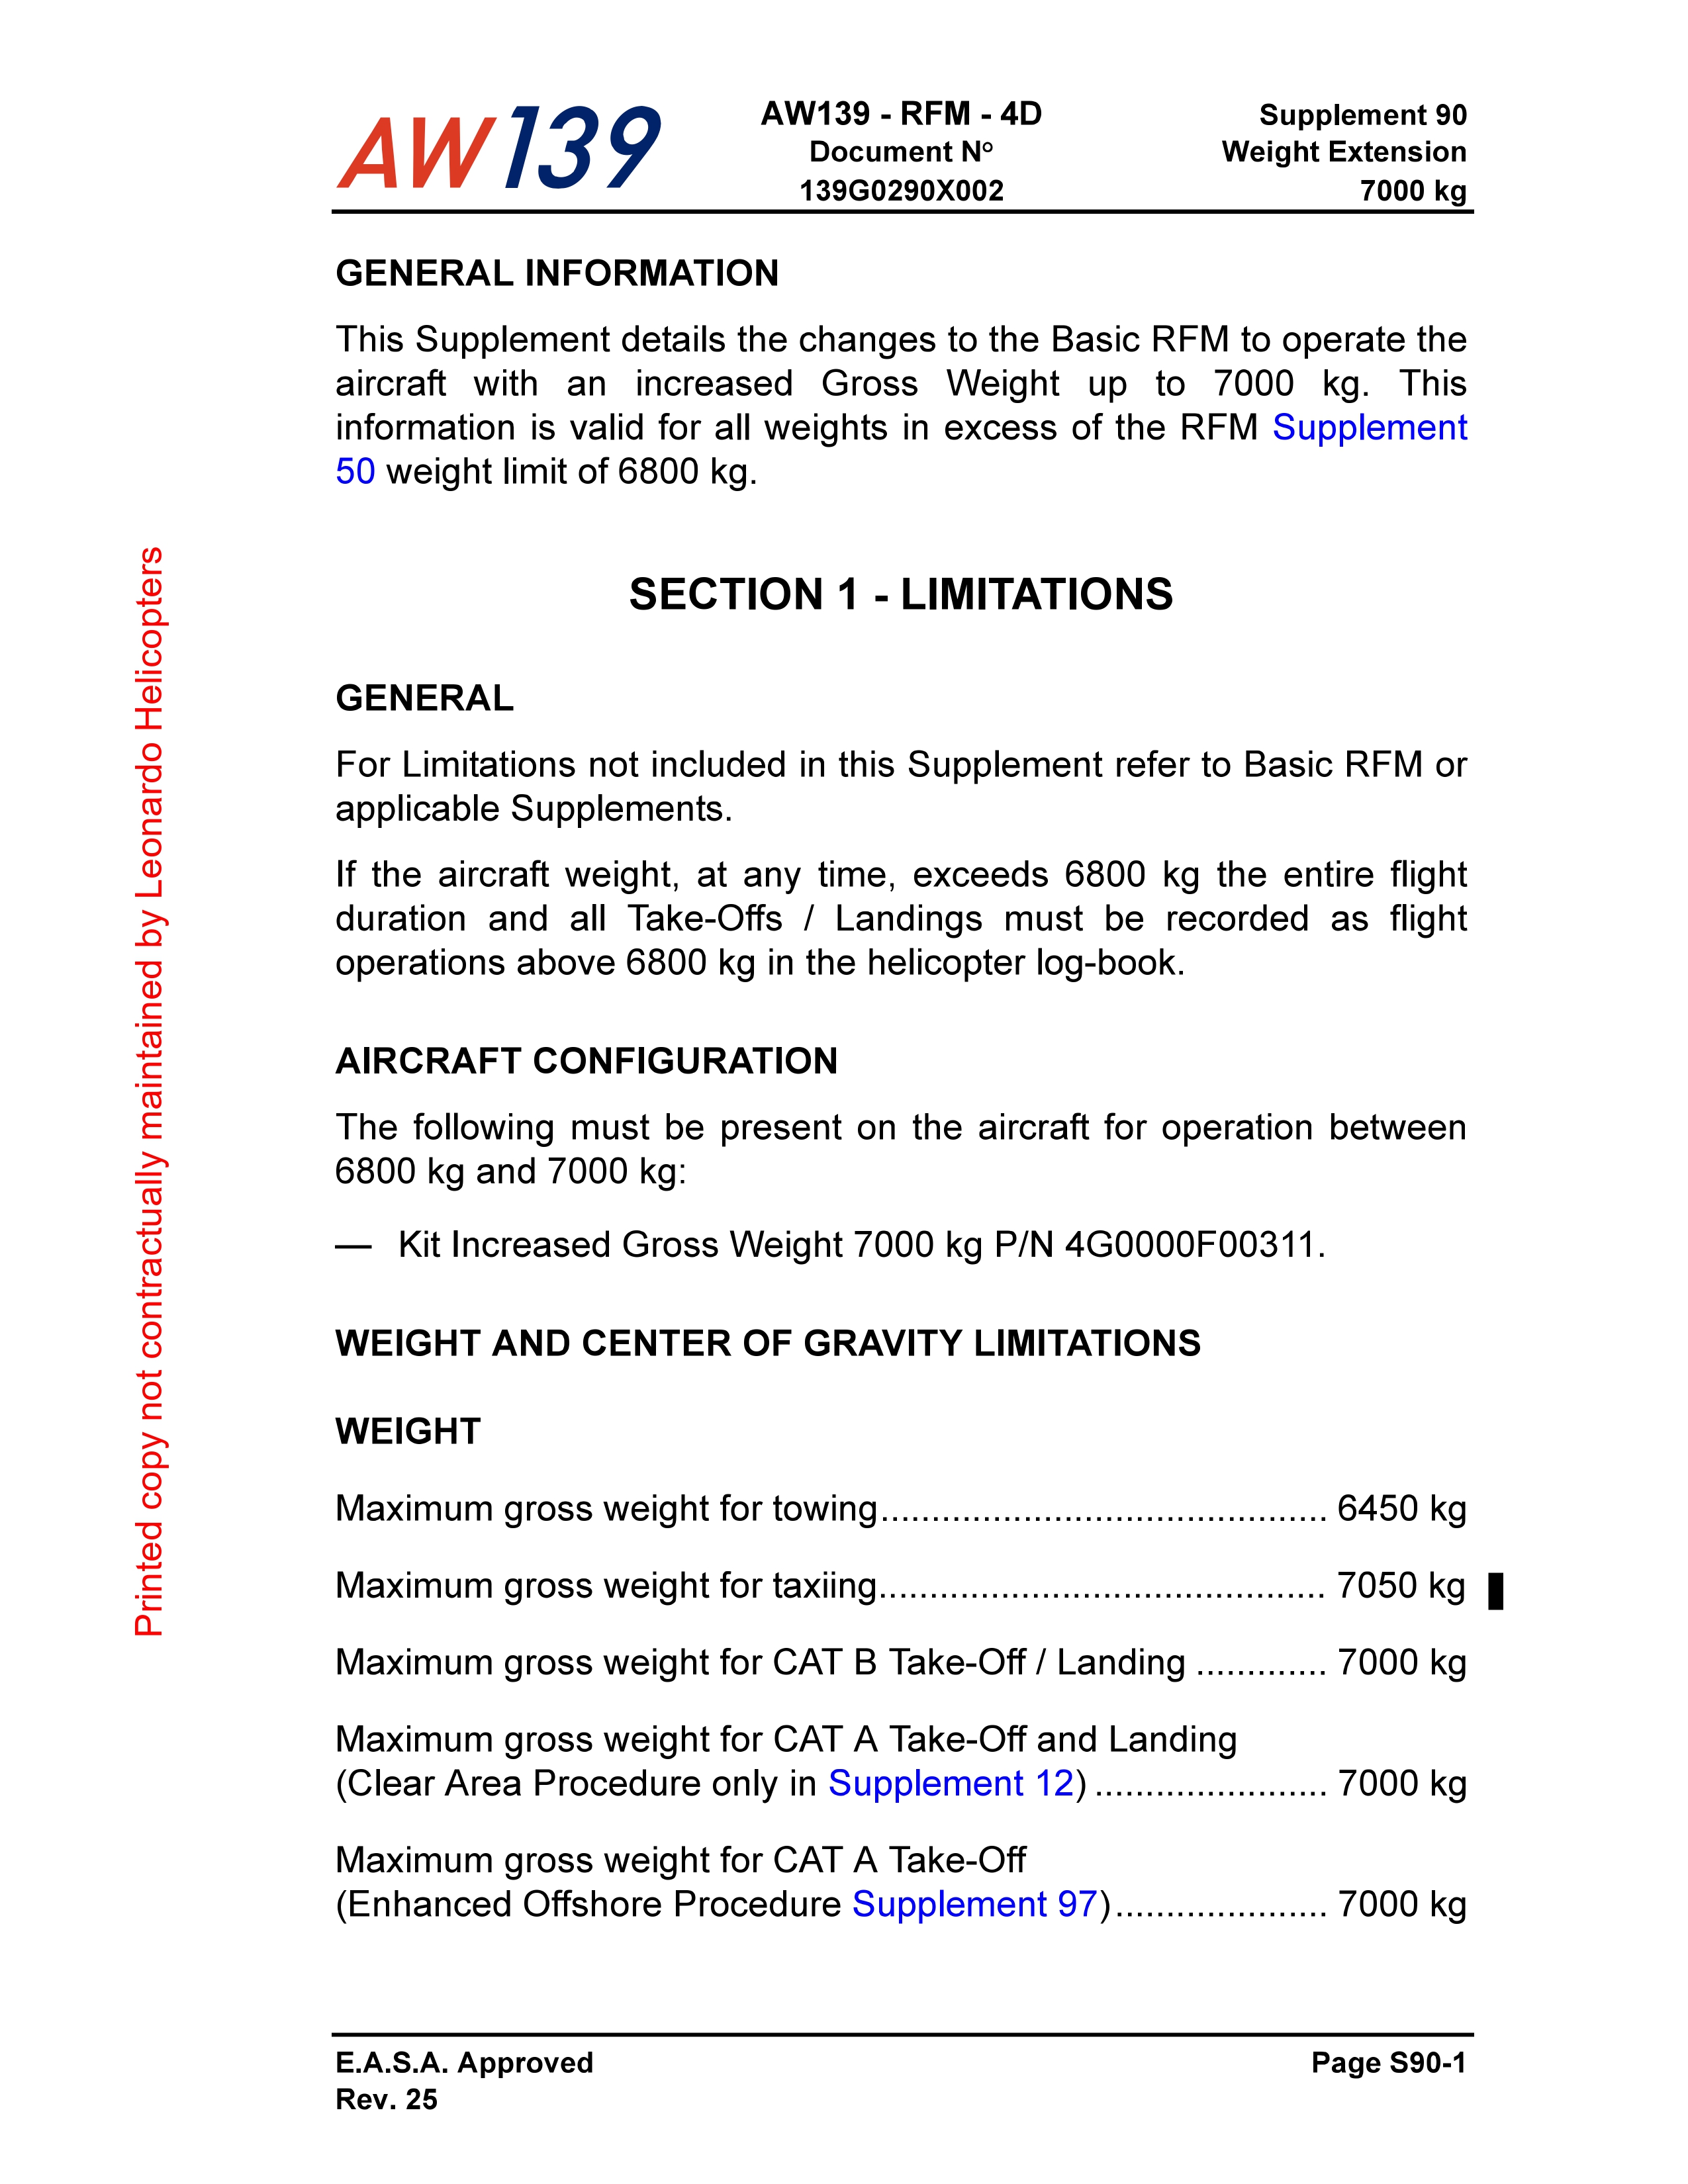 AW139
AW139 - RFM - 4D
Document N°
139G0290X002
Supplement 90
Weight Extension
7000 kg
GENERAL INFORMATION
This Supplement details the changes to the Basic RFM to operate the
aircraft with an increased Gross Weight up to 7000 kg. This
information is valid for all weights in excess of the RFM Supplement
50 weight limit of 6800 kg.
SECTION 1 - LIMITATIONS
GENERAL
For Limitations not included in this Supplement refer to Basic RFM or
applicable Supplements.
If the aircraft weight, at any time, exceeds 6800 kg the entire flight
duration and all Take-Offs / Landings must be recorded as flight
operations above 6800 kg in the helicopter log-book.
AIRCRAFT CONFIGURATION
The following must be present on the aircraft for operation between
6800 kg and 7000 kg:
— Kit Increased Gross Weight 7000 kg P/N 4G0000F00311.
WEIGHT AND CENTER OF GRAVITY LIMITATIONS
WEIGHT
Maximum gross weight for towing............................................ 6450 kg
Maximum gross weight for taxiing............................................ 7050 kg
Maximum gross weight for CAT B Take-Off / Landing ............. 7000 kg
Maximum gross weight for CAT A Take-Off and Landing
(Clear Area Procedure only in Supplement 12) ....................... 7000 kg
Maximum gross weight for CAT A Take-Off
(Enhanced Offshore Procedure Supplement 97)..................... 7000 kg
E.A.S.A. Approved
Rev. 25
Page S90-1
Printed copy not contractually maintained by Leonardo Helicopters